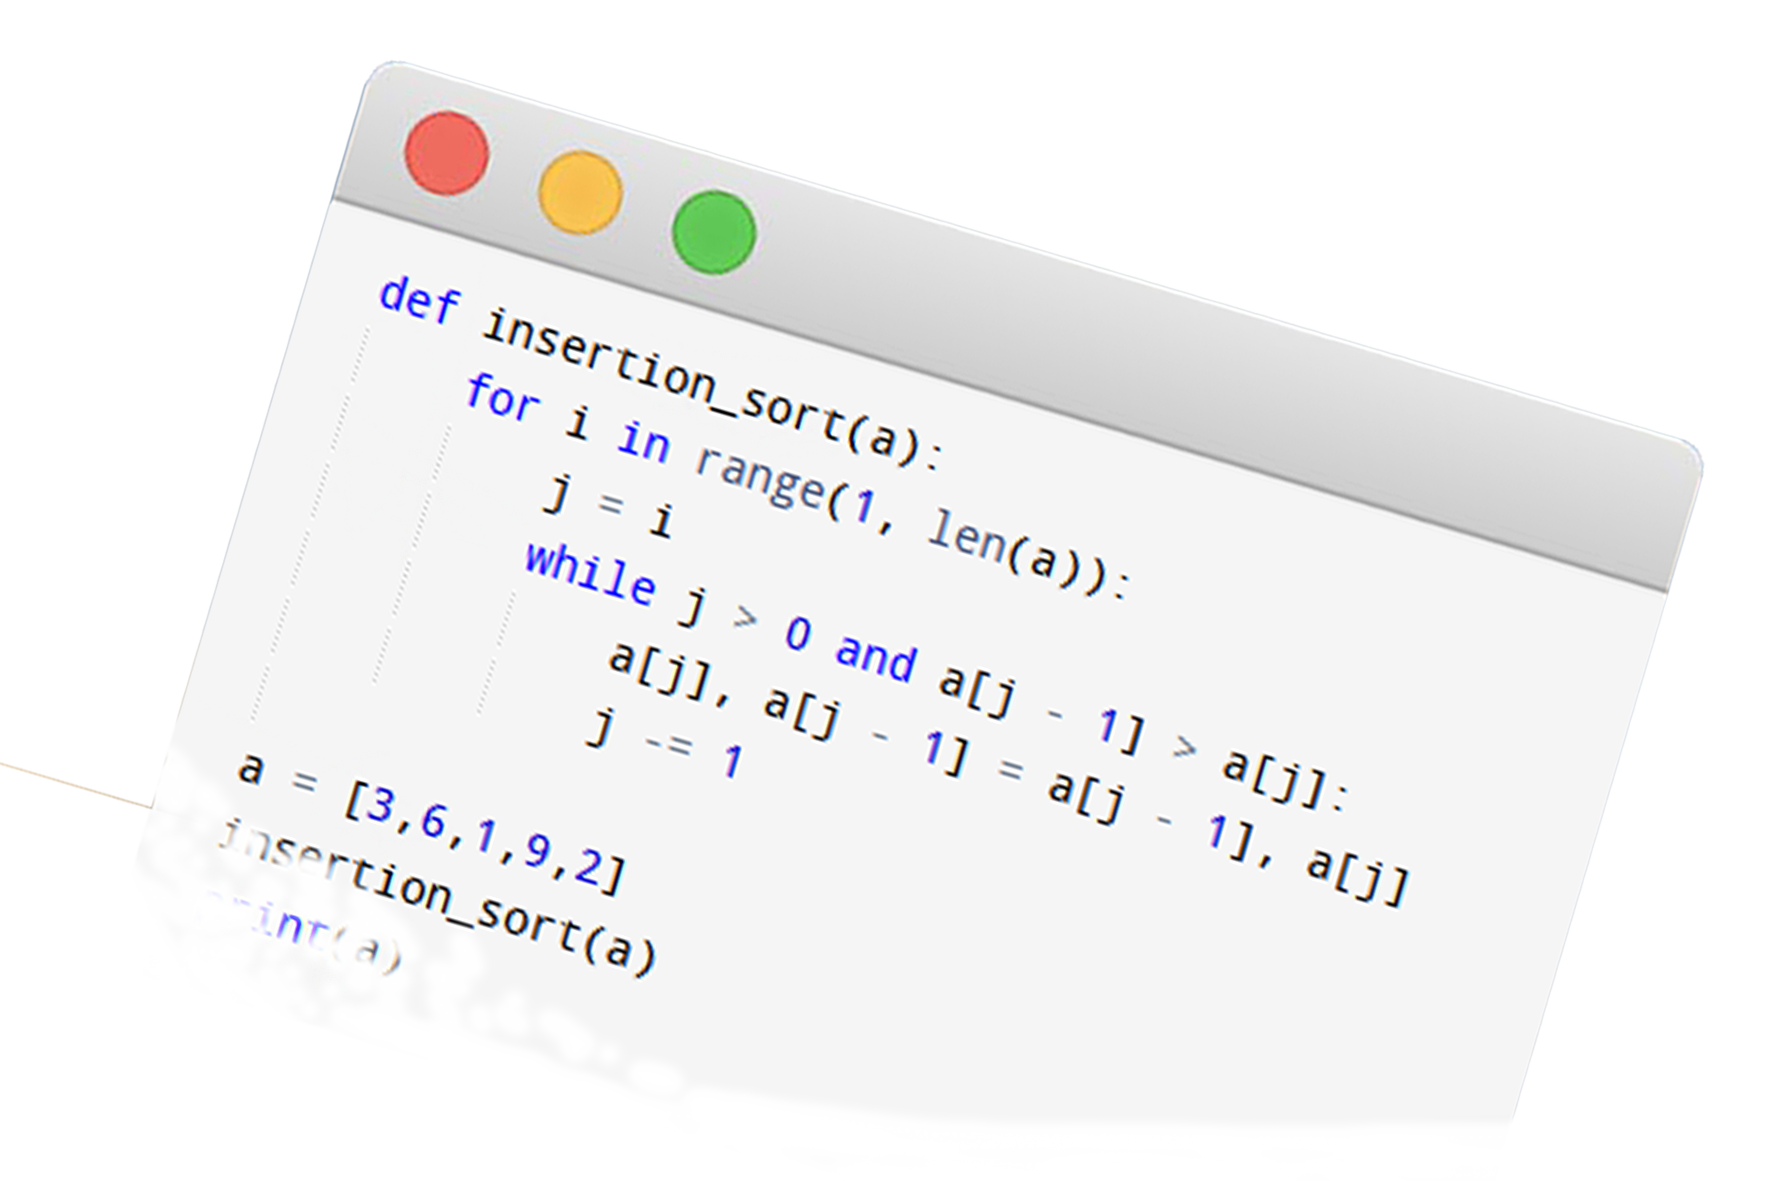 def insertion_sort(a):
for i in range(1, len(a)):
j = i
while j > 0 and a[j - 1] > a[j]:
a[j], a[j - 1] = a[j - 1], a[j]
j -= 1
a = [3,6,1,9,2]
insertion_sort(a)
print(a)